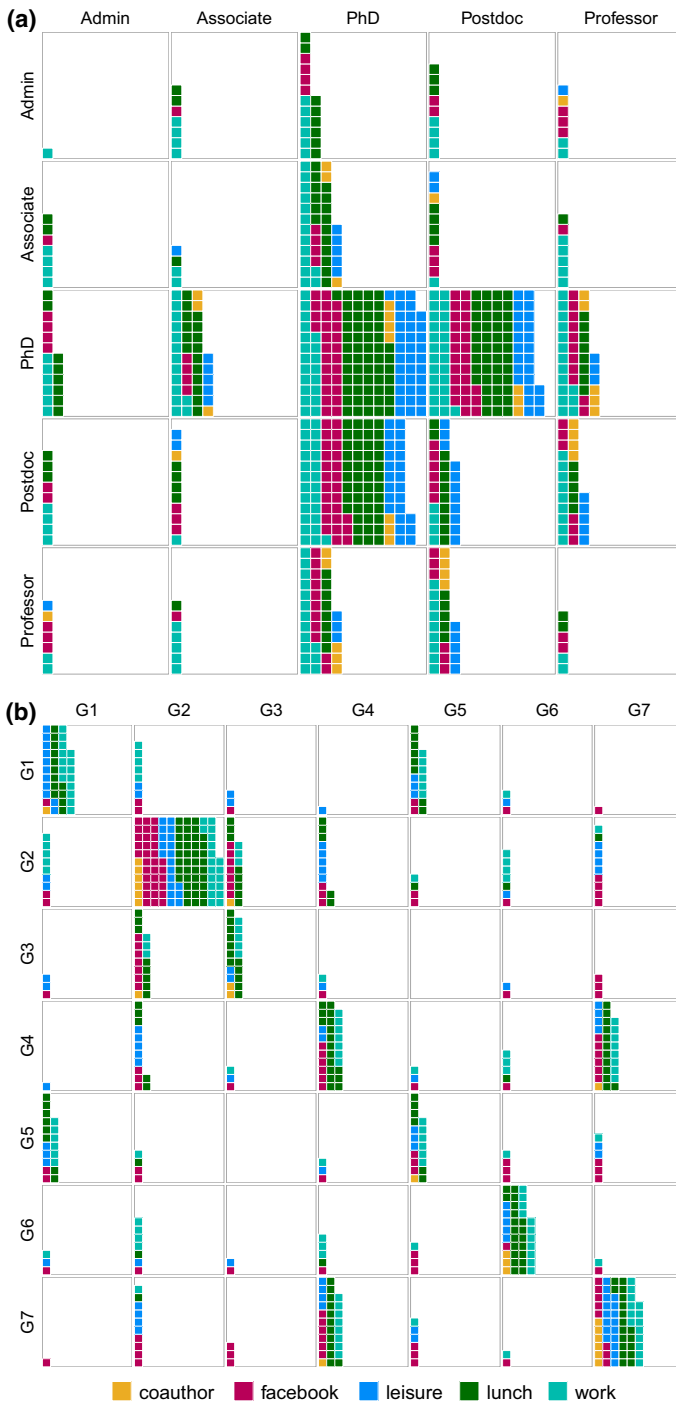 (a)
Admin Associate PhD Postdoc Professor
Admin
Associate
PhD
Postdoc
Professor
(b)
G1 G2 G3 G4 G5 G6 G7
G1
G2
G3
G4
G5
G6
G7
coauthor facebook leisure lunch work